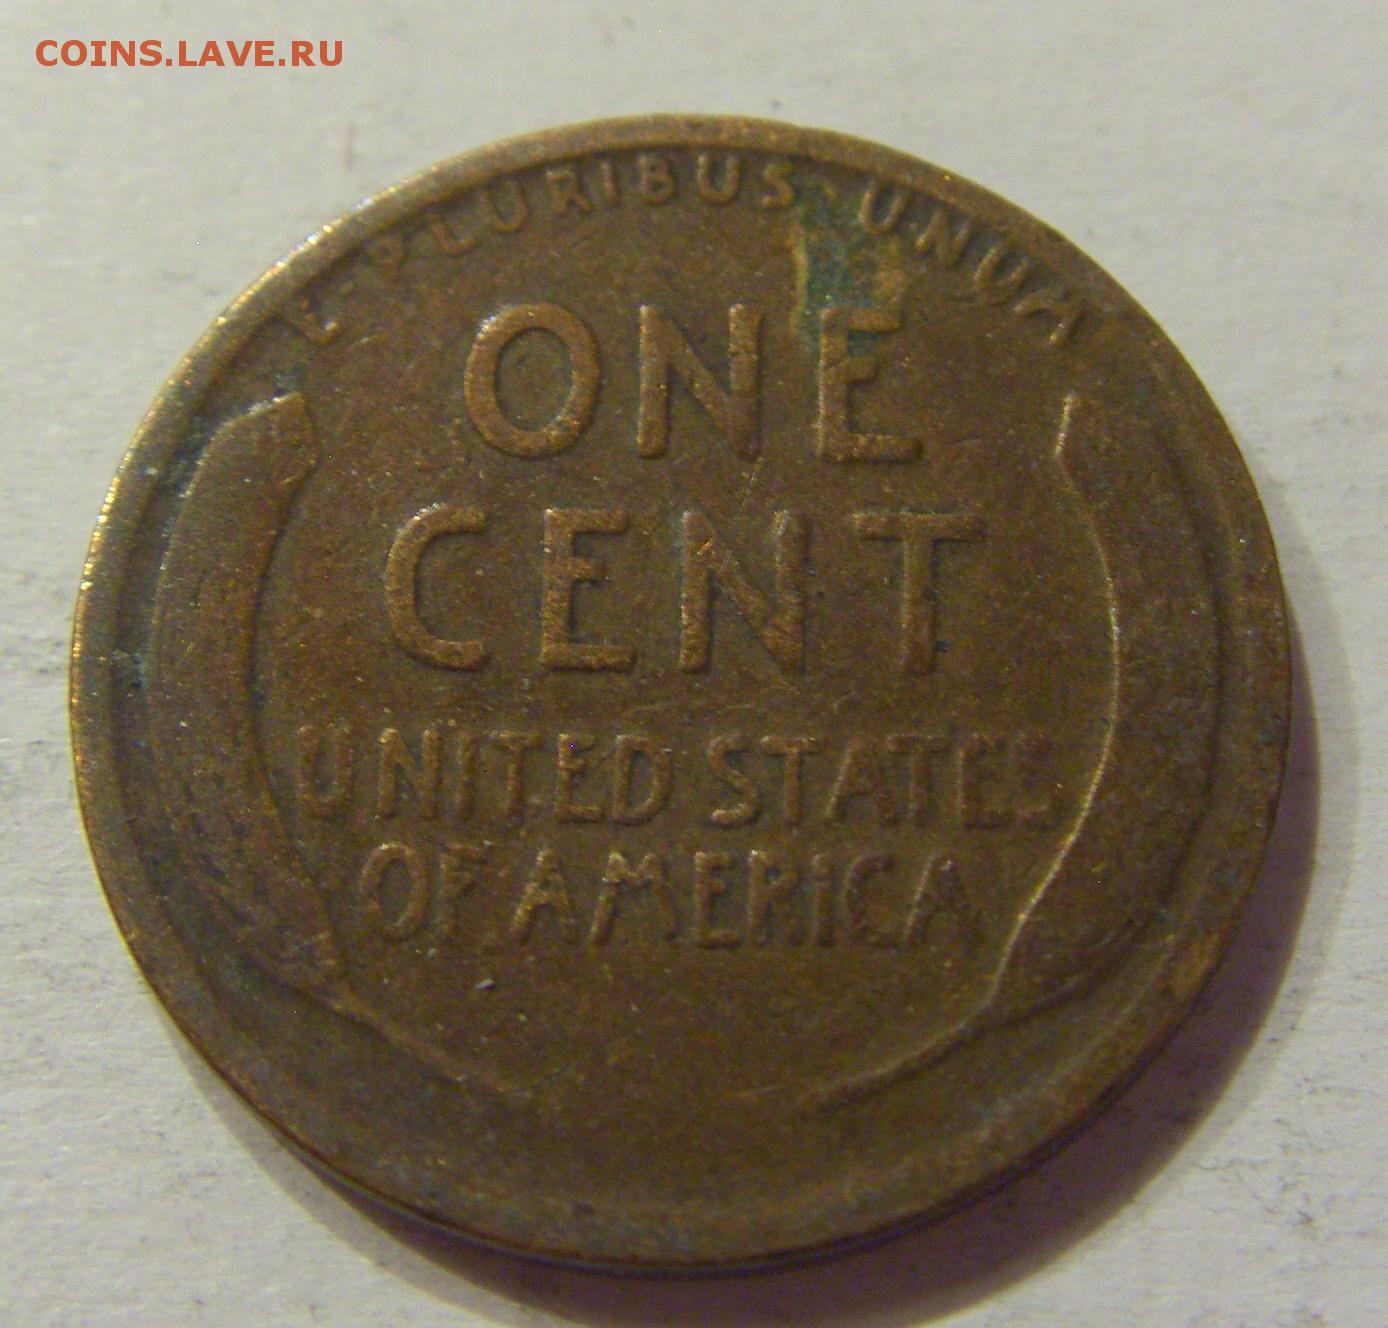 COINS.LAVE.RU
E·PLURIBUS·UNUM
ONE
CENT
UNITED STATES
OF AMERICA